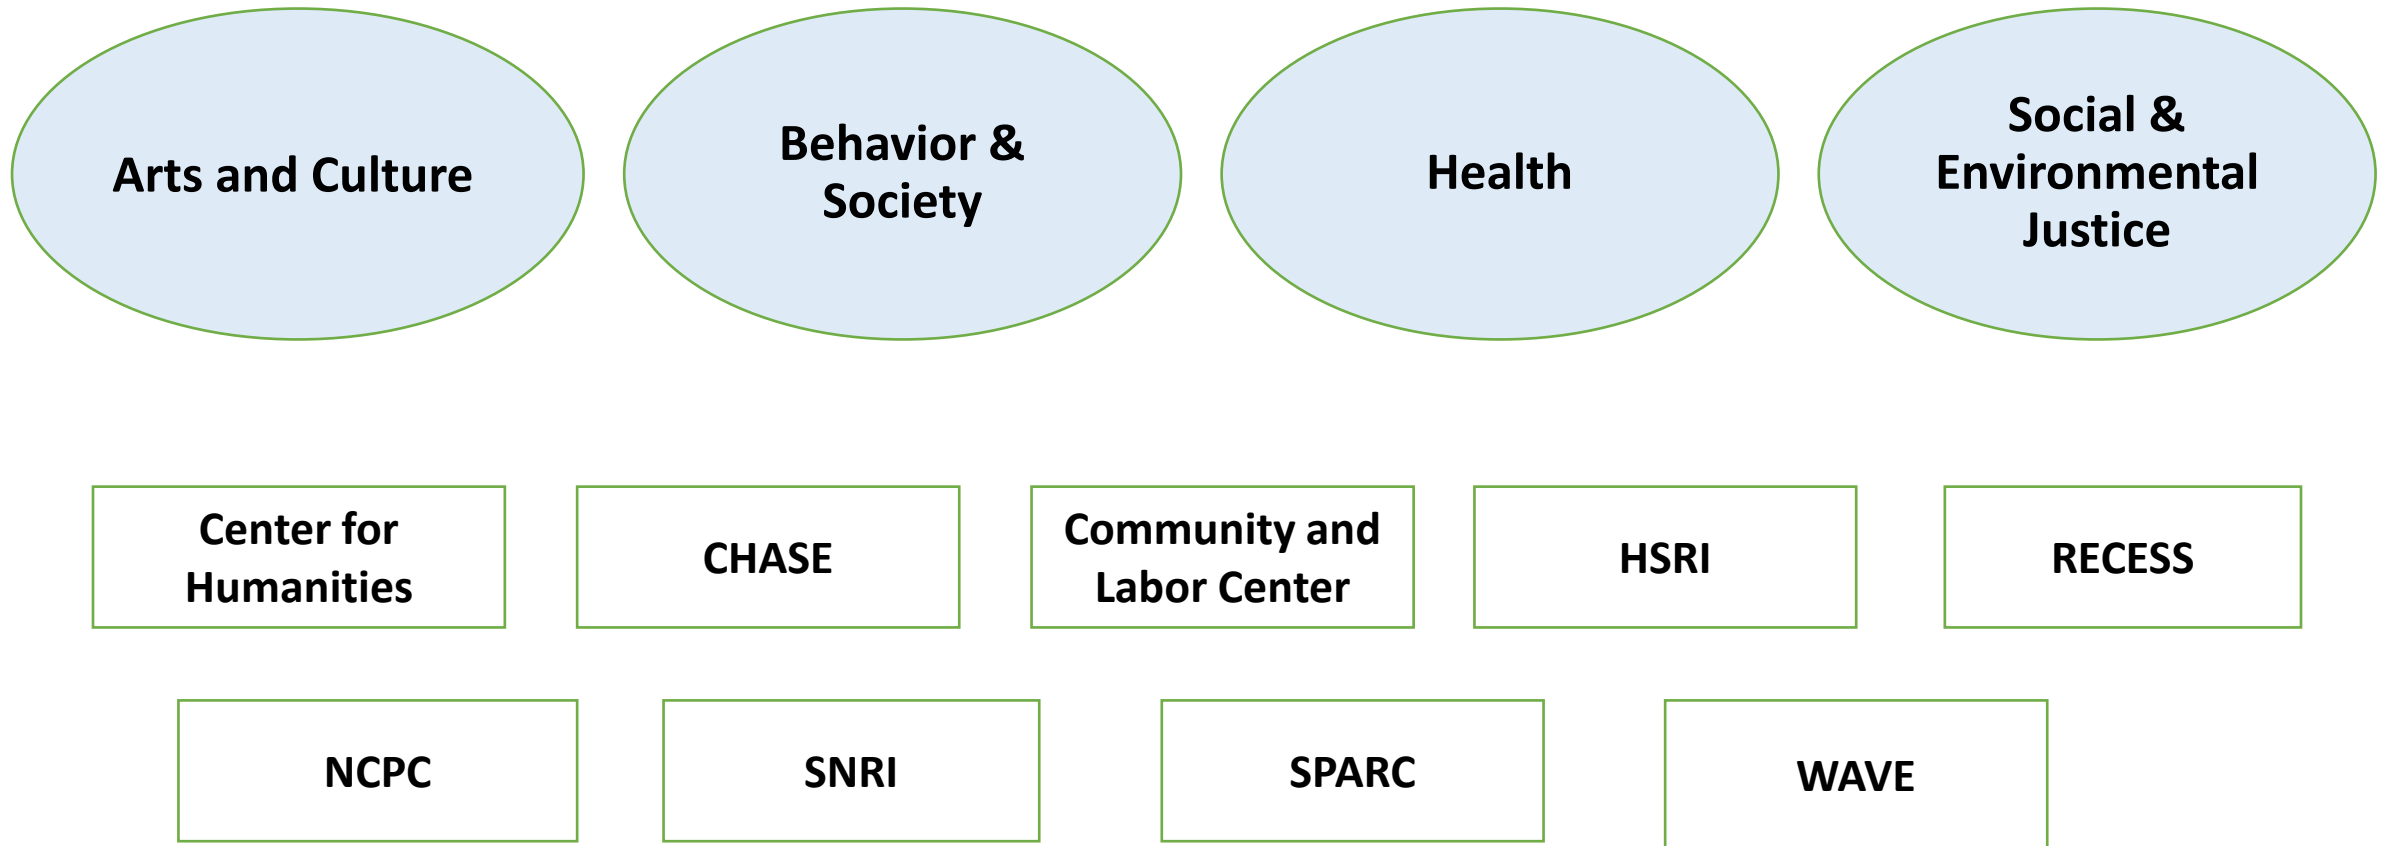 Arts and Culture
Behavior &
Society
Health
Social &
Environmental
Justice
Center for
Humanities
CHASE
Community and
Labor Center
HSRI
RECESS
NCPC
SNRI
SPARC
WAVE